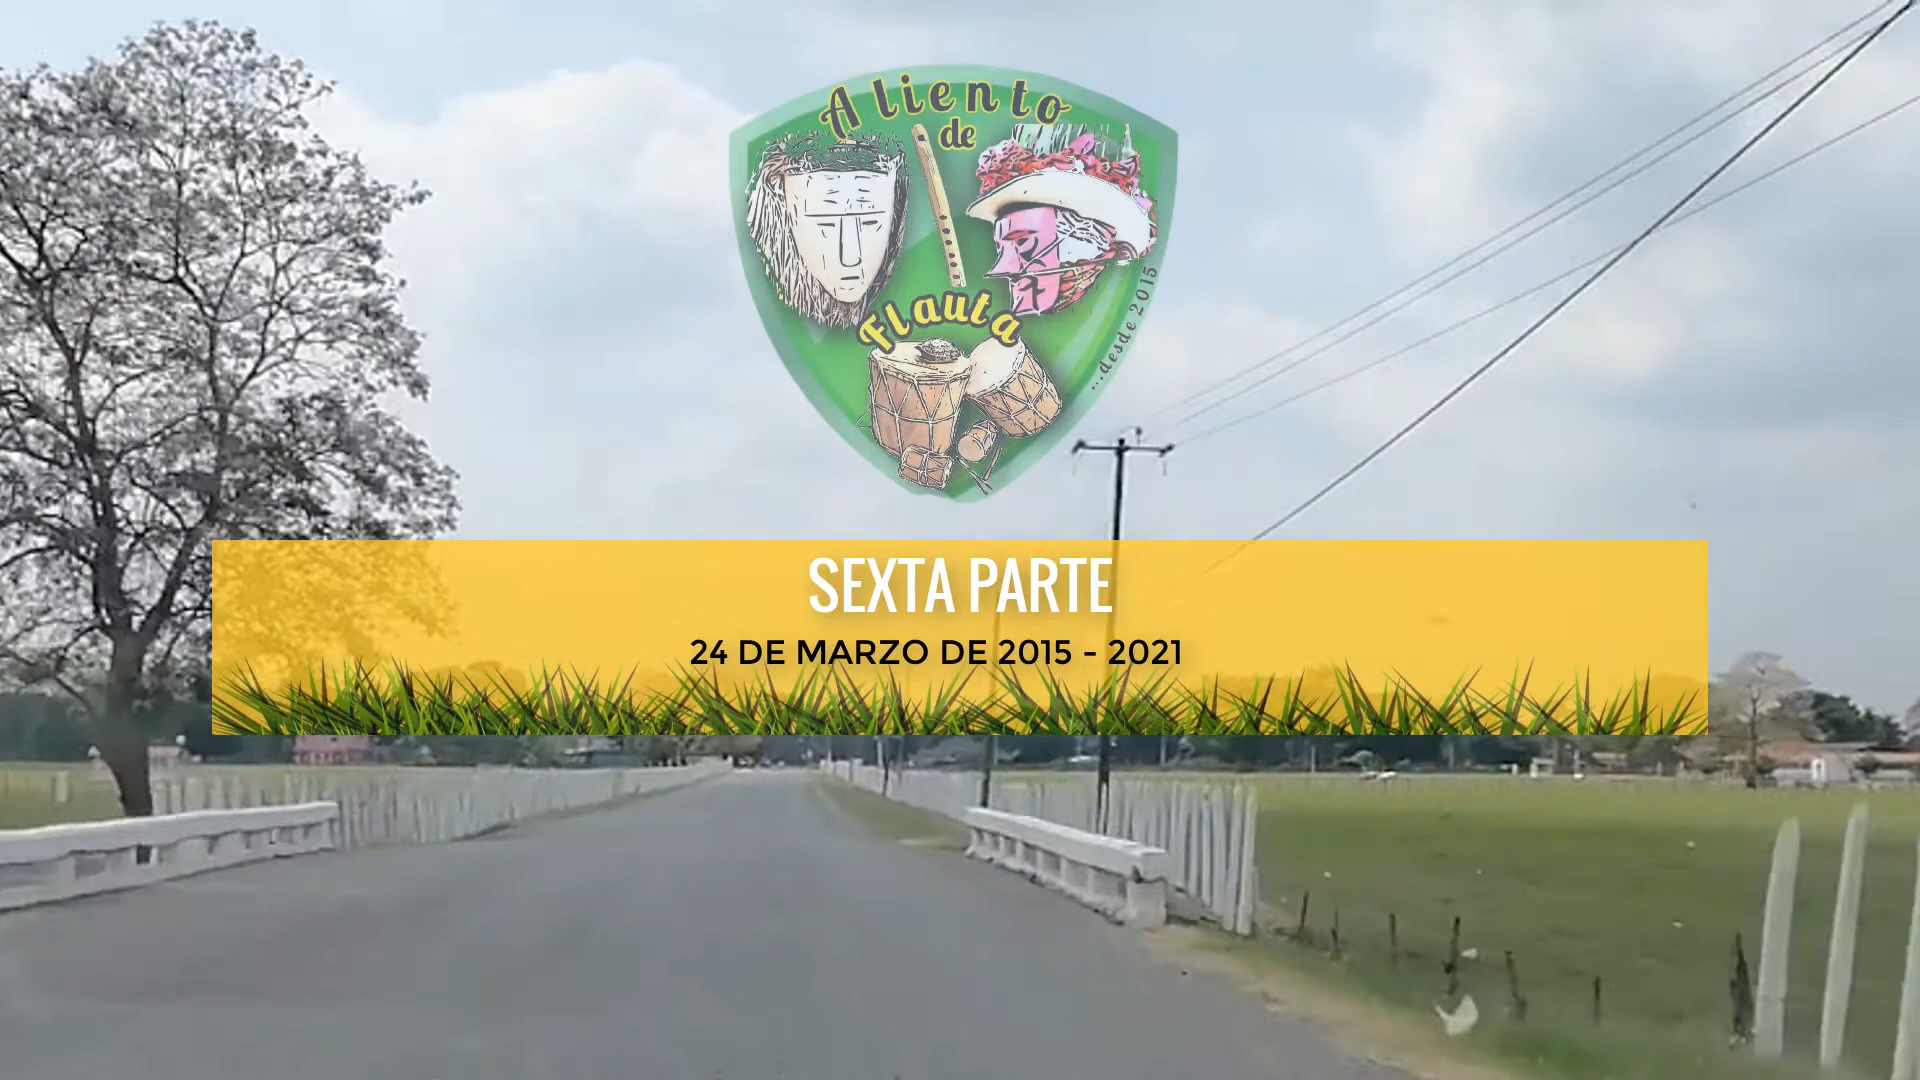 Aliento
de
Flauta
...desde 2015
SEXTA PARTE
24 DE MARZO DE 2015 - 2021